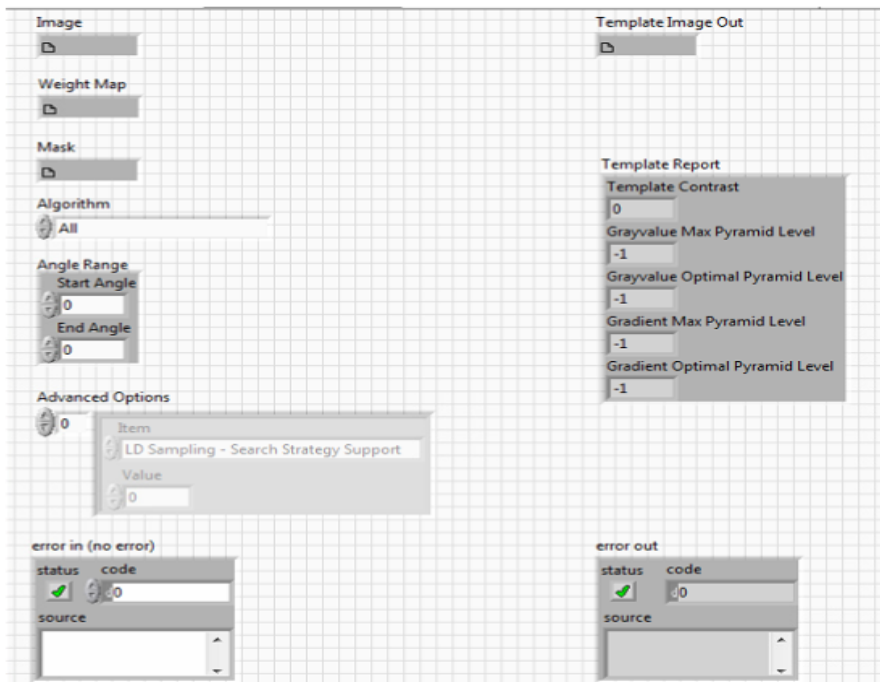 Image
Template Image Out
Weight Map
Mask
Algorithm
All
Angle Range
Start Angle
0
End Angle
0
Advanced Options
0
Item
LD Sampling - Search Strategy Support
Value
0
Template Report
Template Contrast
0
Grayvalue Max Pyramid Level
-1
Grayvalue Optimal Pyramid Level
-1
Gradient Max Pyramid Level
-1
Gradient Optimal Pyramid Level
-1
error in (no error)
status code
d0
source
error out
status code
d0
source